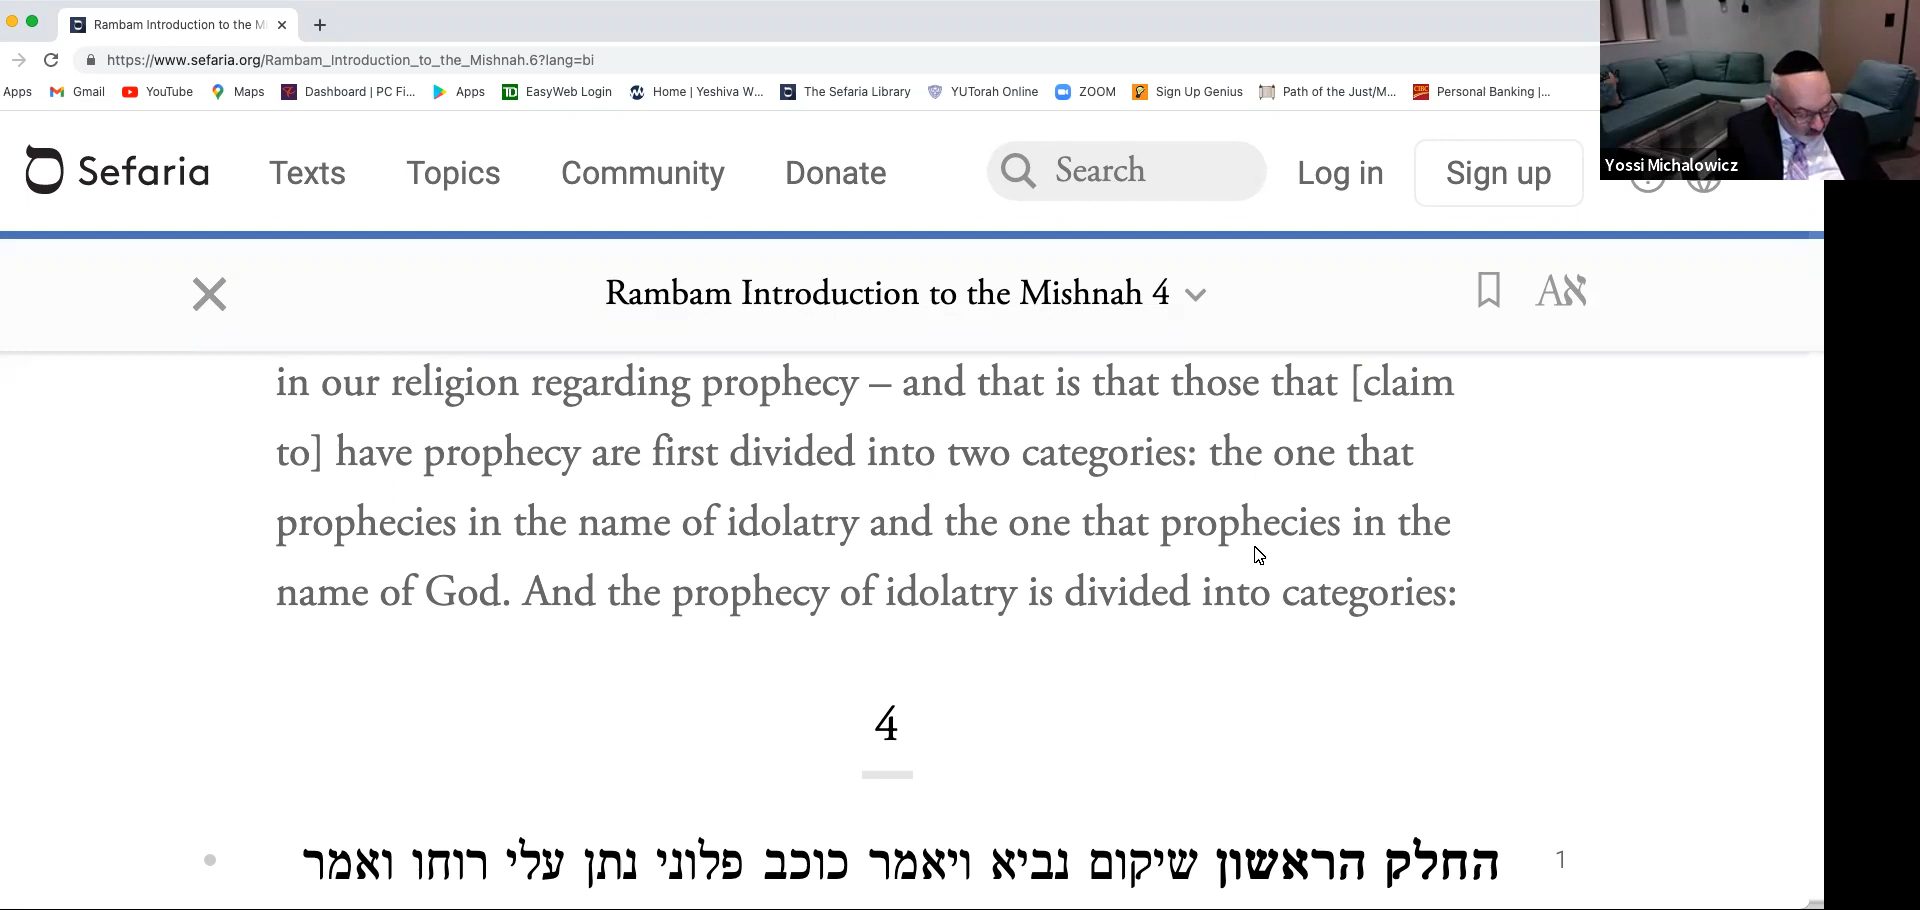 Rambam Introduction to the M
https://www.sefaria.org/Rambam_Introduction_to_the_Mishnah.6?lang=bi
Apps Gmail YouTube Maps Dashboard | PC Fi... Apps EasyWeb Login Home | Yeshiva W... The Sefaria Library YUTorah Online ZOOM Sign Up Genius Path of the Just/M... Personal Banking |...
Yossi Michalowicz
Sefaria Texts Topics Community Donate Search Log in Sign up
Rambam Introduction to the Mishnah 4
in our religion regarding prophecy – and that is that those that [claim
to] have prophecy are first divided into two categories: the one that
prophecies in the name of idolatry and the one that prophecies in the
name of God. And the prophecy of idolatry is divided into categories:
4
1 החלק הראשון שיקום נביא ויאמר כוכב פלוני נתן עלי רוחו ואמר